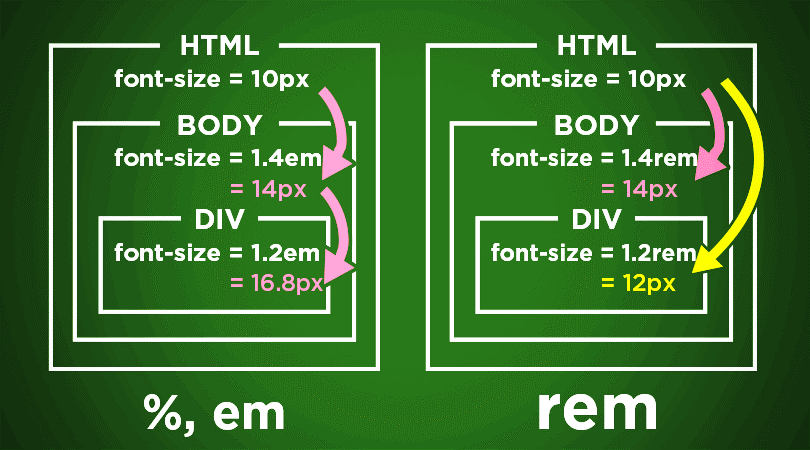 HTML
font-size = 10px
BODY
font-size = 1.4em
= 14px
DIV
font-size = 1.2em
= 16.8px
%, em
HTML
font-size = 10px
BODY
font-size = 1.4rem
= 14px
DIV
font-size = 1.2rem
= 12px
rem